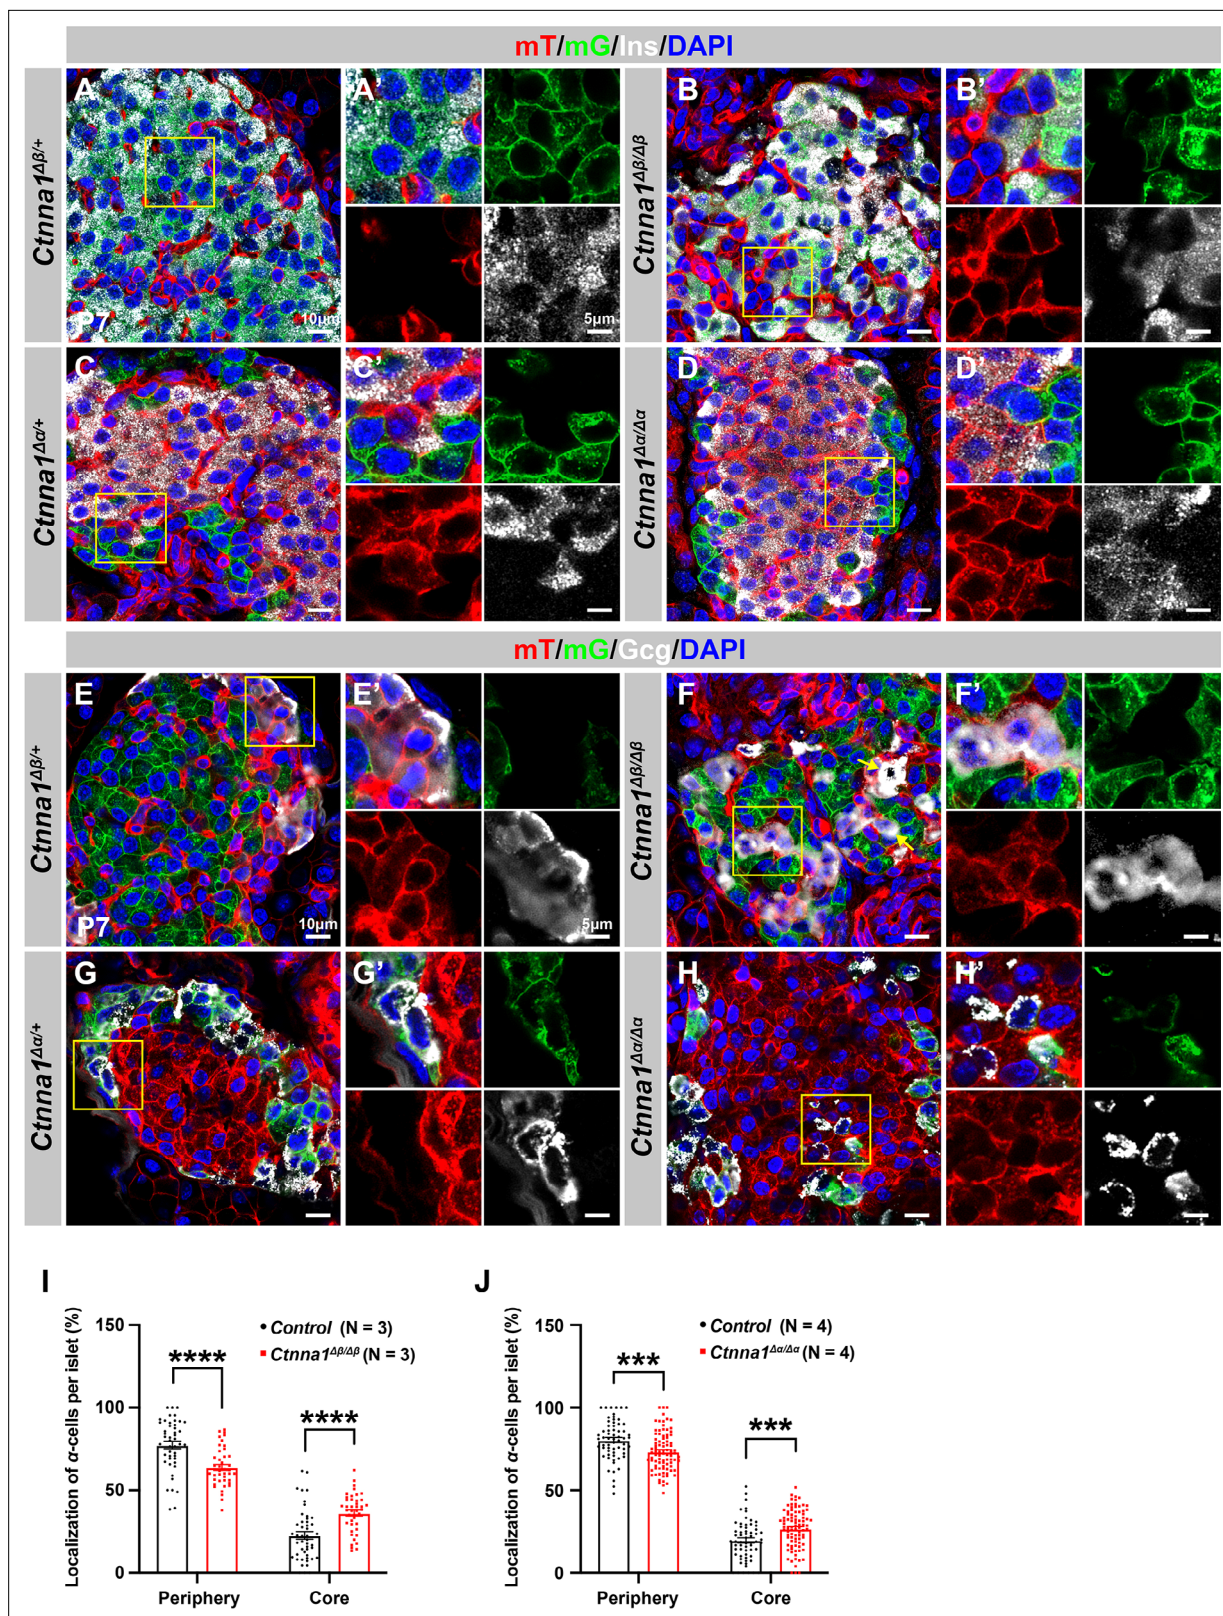 mT/mG/Ins/DAPI
Ctnna1Δβ/+
A
P7
10μm
A'
5μm
Ctnna1Δβ/Δβ
B
B'
Ctnna1Δα/+
C
C'
Ctnna1Δα/Δα
D
D'
mT/mG/Gcg/DAPI
Ctnna1Δβ/+
E
P7
10μm
E'
5μm
Ctnna1Δβ/Δβ
F
F'
Ctnna1Δα/+
G
G'
Ctnna1Δα/Δα
H
H'
I
Localization of α-cells per islet (%)
150
100
50
0
Control (N = 3)
Ctnna1Δβ/Δβ (N = 3)
****
****
Periphery
Core
J
Localization of α-cells per islet (%)
150
100
50
0
Control (N = 4)
Ctnna1Δα/Δα (N = 4)
***
***
Periphery
Core